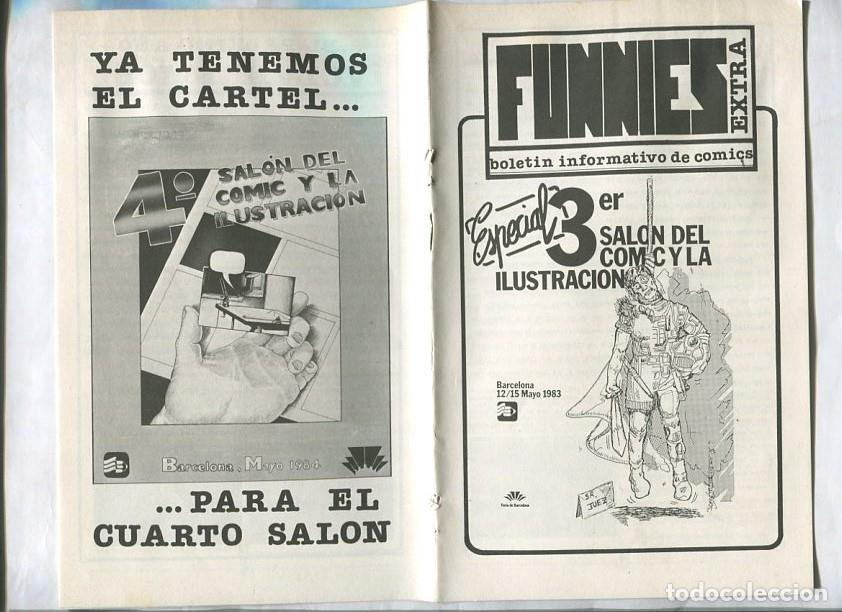 YA TENEMOS
EL CARTEL...
4º
SALÓN DEL
COMIC Y LA
ILUSTRACIÓN
Barcelona, Mayo 1984
...PARA EL
CUARTO SALON
FUNNIES
EXTRA
boletin informativo de comics
Especial
3er
SALON DEL
COMIC Y LA
ILUSTRACION
Barcelona
12/15 Mayo 1983
Feria de Barcelona
SR.
JUEZ
todocoleccion